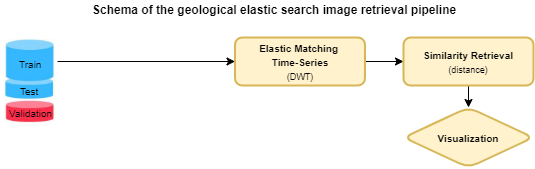 Schema of the geological elastic search image retrieval pipeline
Train
Test
Validation
Elastic Matching
Time-Series
(DWT)
Similarity Retrieval
(distance)
Visualization